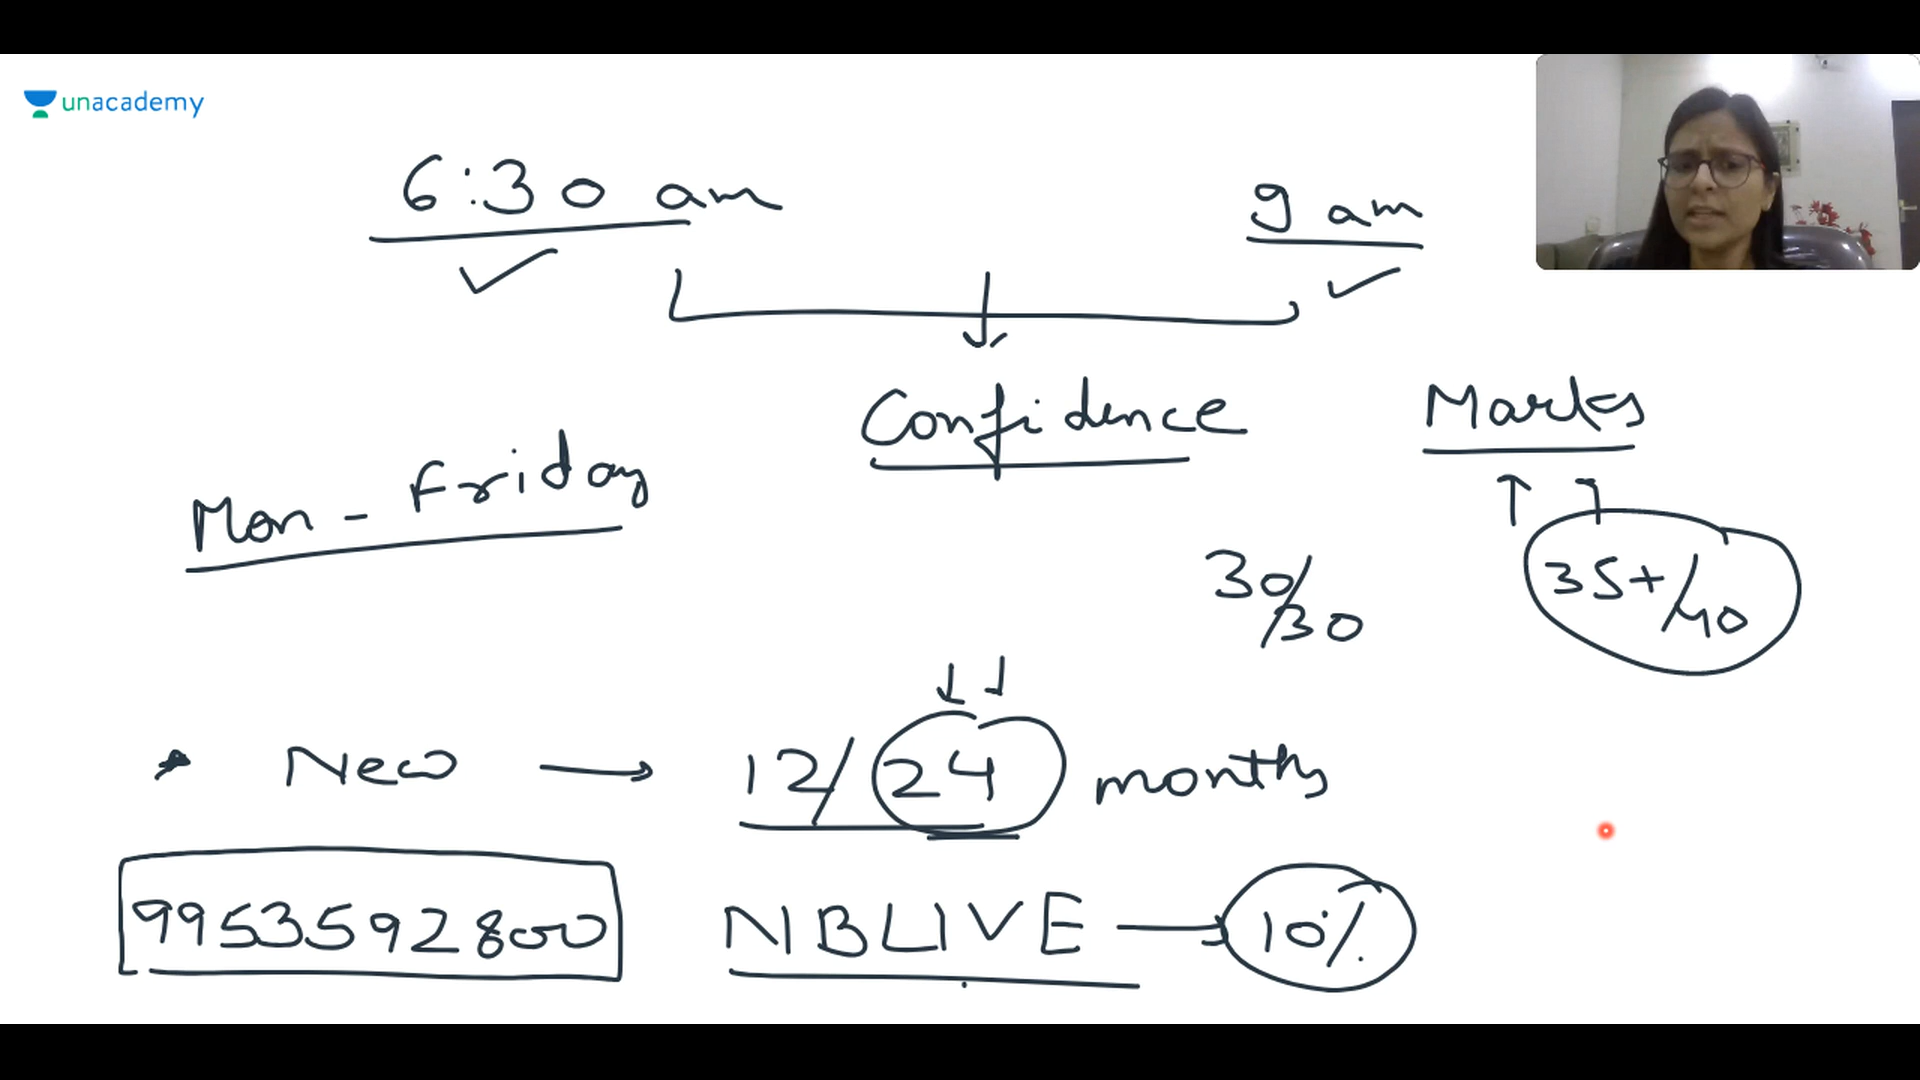 unacademy
6:30 am
9 am
Confidence
Marks
Mon - Friday
30/30
35+/40
New → 12/24 months
9953592800
NBLIVE → 10%